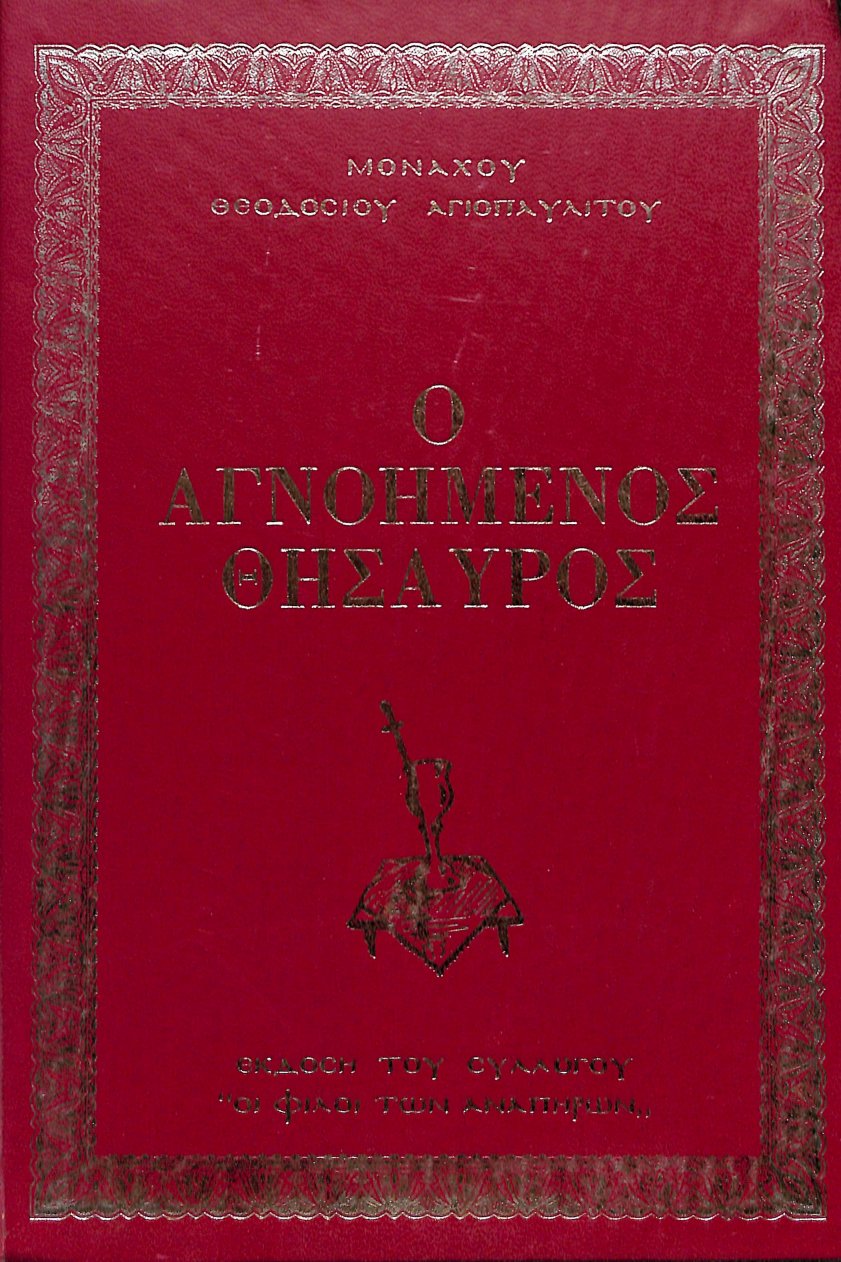 ΜΟΝΑΧΟΥ
ΘΕΟΔΟΣΙΟΥ ΑΓΙΟΠΑΥΛΙΤΟΥ
Ο
ΑΓΝΟΗΜΕΝΟΣ
ΘΗΣΑΥΡΟΣ
ΕΚΔΟΣΗ ΤΟΥ ΣΥΛΛΟΓΟΥ
"ΟΙ ΦΙΛΟΙ ΤΩΝ ΑΝΑΠΗΡΩΝ„